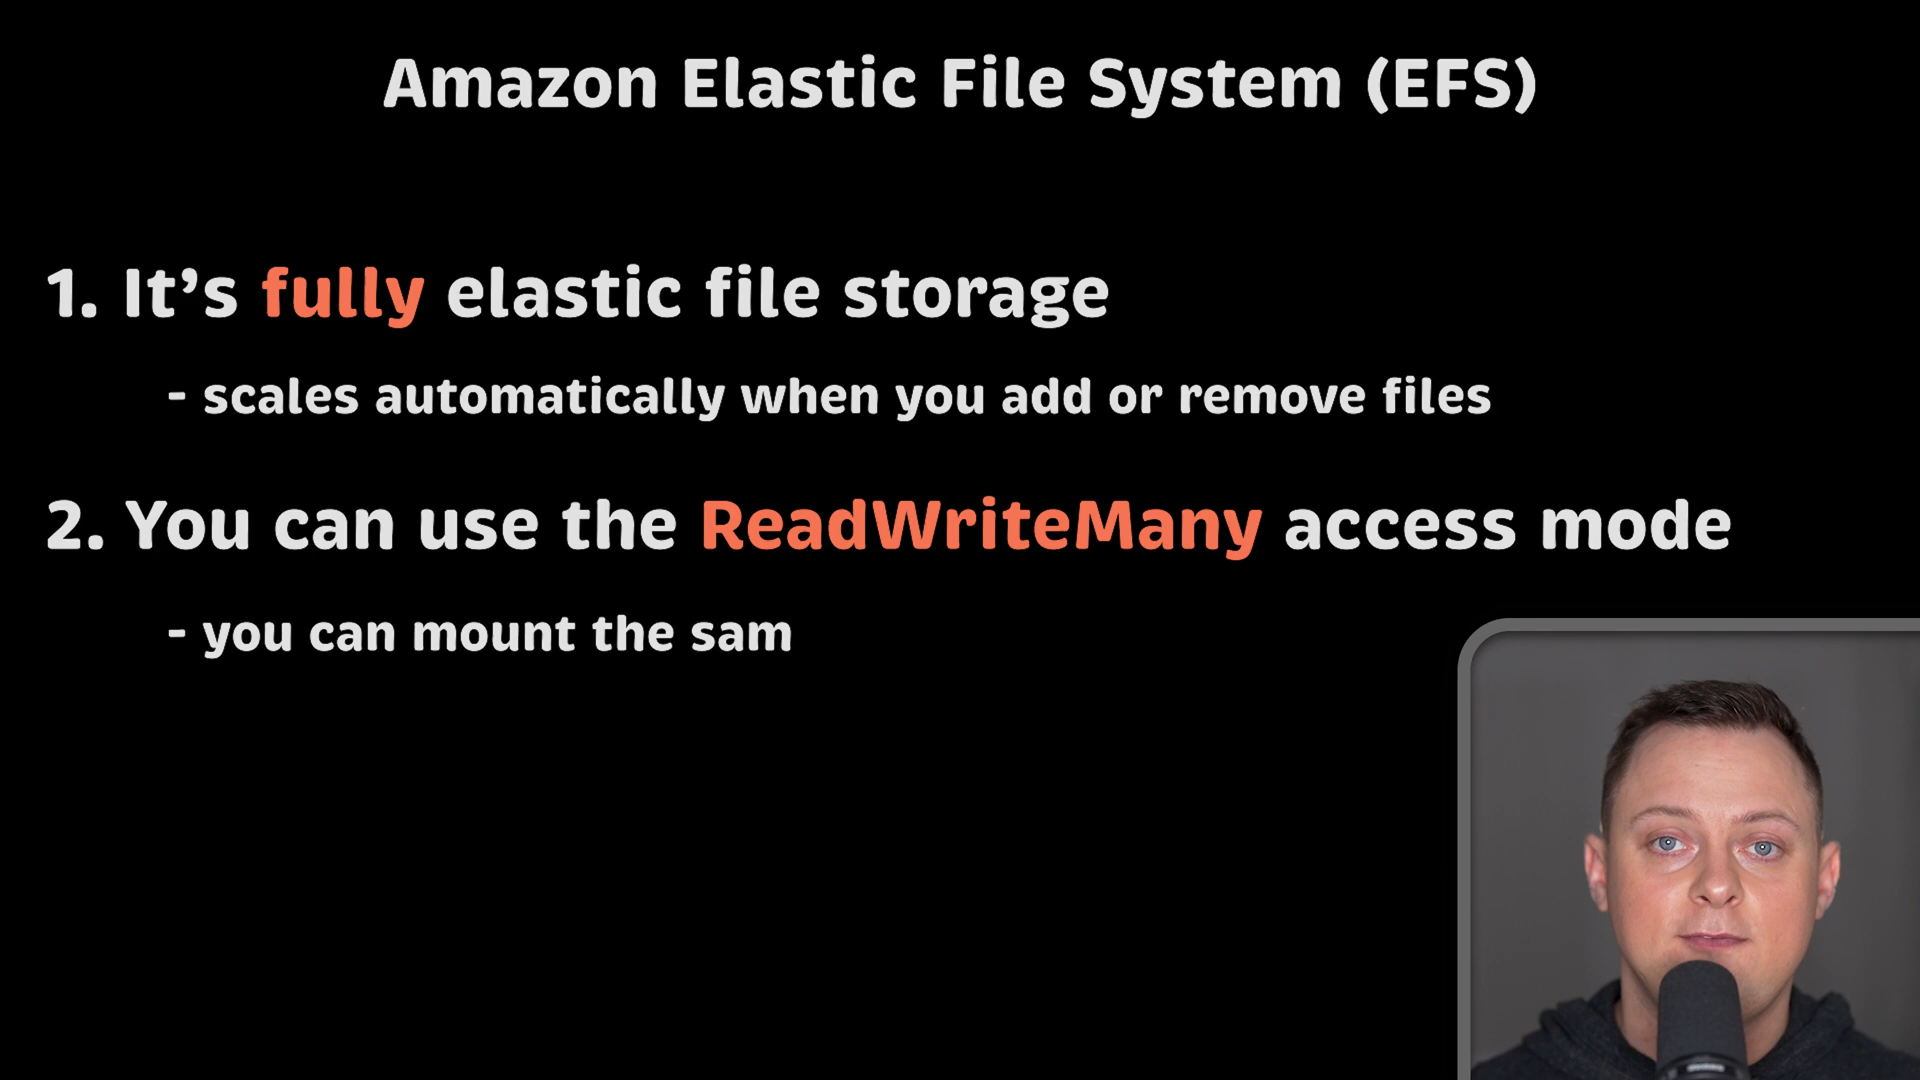 Amazon Elastic File System (EFS)
1. It’s fully elastic file storage
- scales automatically when you add or remove files
2. You can use the ReadWriteMany access mode
- you can mount the sam